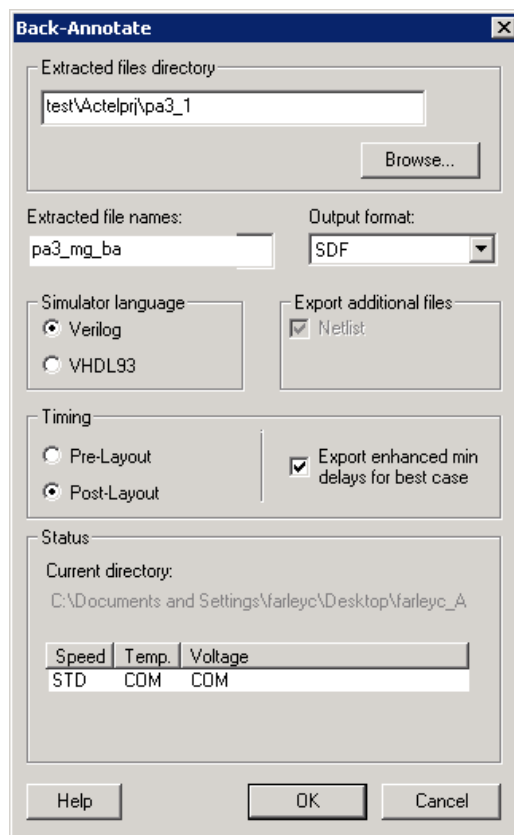 Back-Annotate
Extracted files directory
test\Actelprj\pa3_1
Browse...
Extracted file names:
Output format:
pa3_mg_ba
SDF
Simulator language
Export additional files
Verilog
Netlist
VHDL93
Timing
Pre-Layout
Export enhanced min
delays for best case
Post-Layout
Status
Current directory:
C:\Documents and Settings\farleyc\Desktop\farleyc_A
Speed Temp. Voltage
STD COM COM
Help OK Cancel